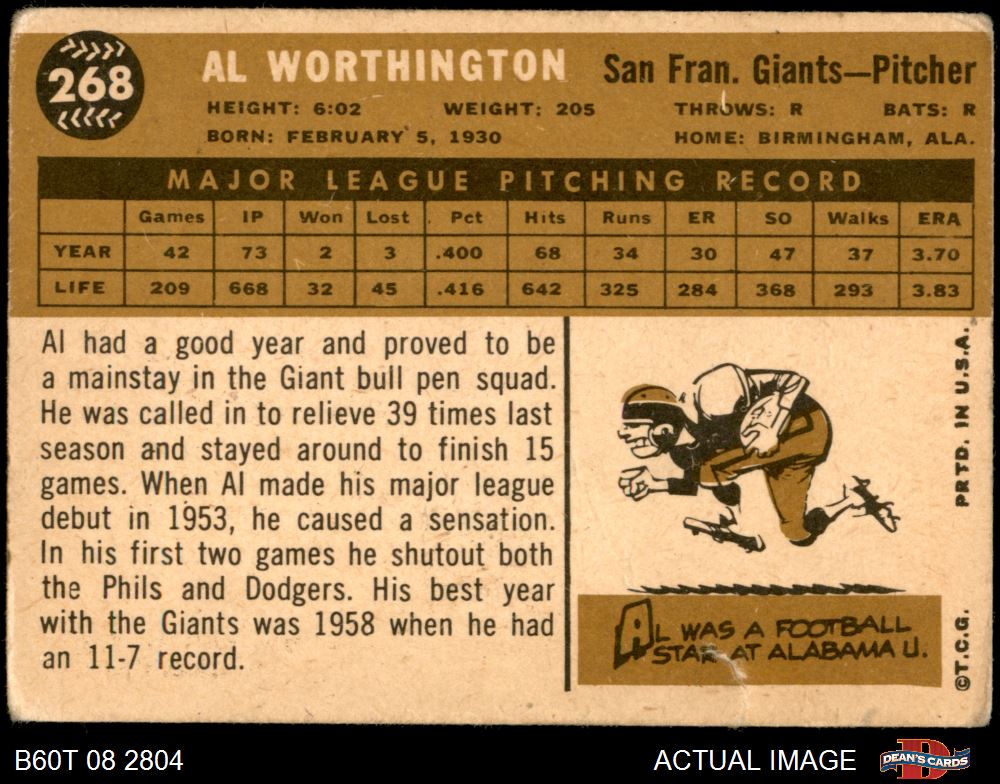 268
AL WORTHINGTON San Fran. Giants—Pitcher
HEIGHT: 6:02 WEIGHT: 205 THROWS: R BATS: R
BORN: FEBRUARY 5, 1930 HOME: BIRMINGHAM, ALA.
MAJOR LEAGUE PITCHING RECORD
Games IP Won Lost Pct Hits Runs ER SO Walks ERA
YEAR 42 73 2 3 .400 68 34 30 47 37 3.70
LIFE 209 668 32 45 .416 642 325 284 368 293 3.83
Al had a good year and proved to be
a mainstay in the Giant bull pen squad.
He was called in to relieve 39 times last
season and stayed around to finish 15
games. When Al made his major league
debut in 1953, he caused a sensation.
In his first two games he shutout both
the Phils and Dodgers. His best year
with the Giants was 1958 when he had
an 11-7 record.
AL WAS A FOOTBALL
STAR AT ALABAMA U.
©T.C.G. PRTD. IN U.S.A.
B60T 08 2804 ACTUAL IMAGE D DEAN'S CARDS